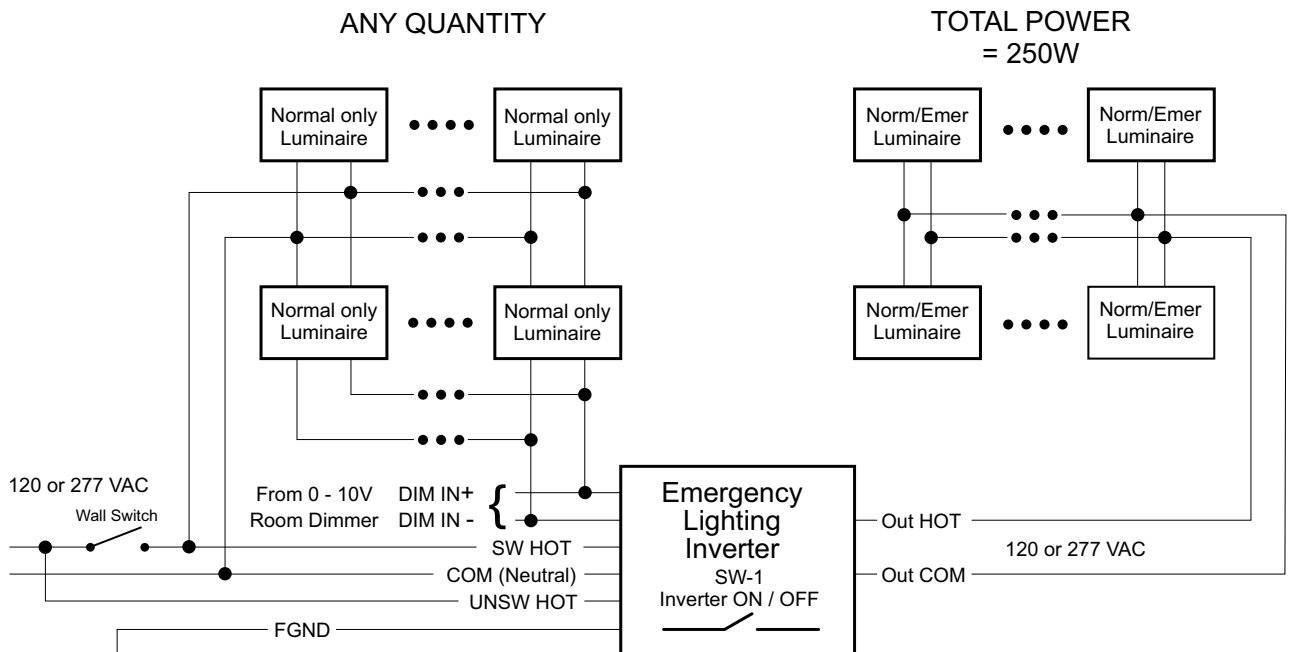 ANY QUANTITY
TOTAL POWER
= 250W
Normal only
Luminaire
Normal only
Luminaire
Norm/Emer
Luminaire
Norm/Emer
Luminaire
Normal only
Luminaire
Normal only
Luminaire
Norm/Emer
Luminaire
Norm/Emer
Luminaire
120 or 277 VAC
Wall Switch
From 0 - 10V DIM IN+
Room Dimmer DIM IN -
{
SW HOT
COM (Neutral)
UNSW HOT
FGND
Emergency
Lighting
Inverter
SW-1
Inverter ON / OFF
Out HOT
120 or 277 VAC
Out COM